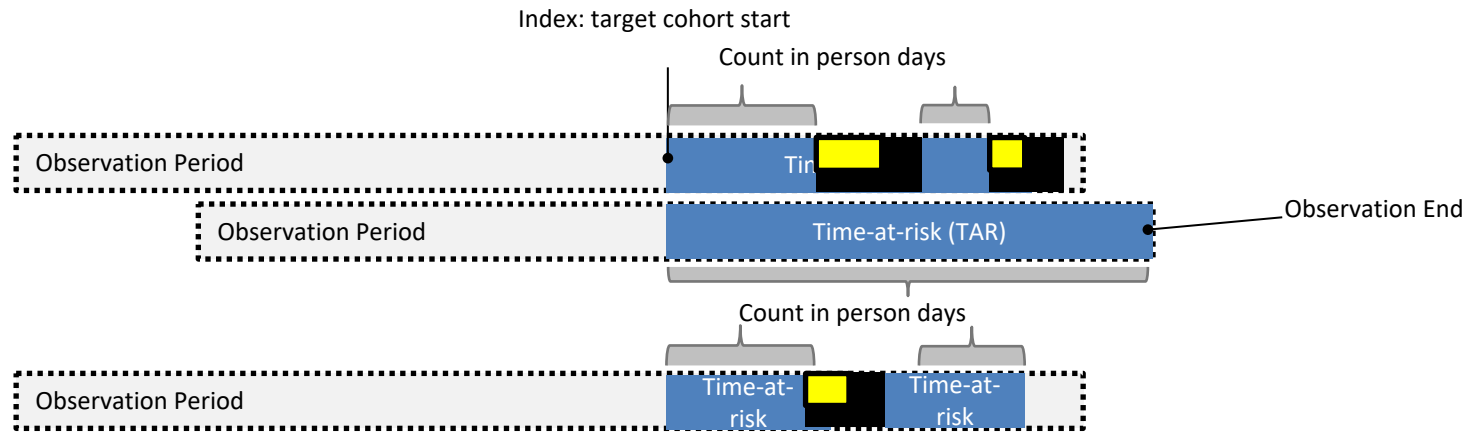 Index: target cohort start
Count in person days
Observation Period
Observation Period
Time-at-risk (TAR)
Observation End
Count in person days
Observation Period
Time-at-
risk
Time-at-
risk